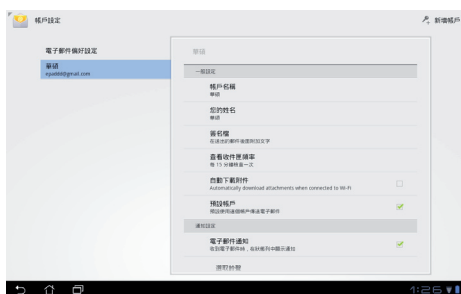 帳戶設定
新增帳戶
電子郵件偏好設定
華碩
華碩
一般設定
帳戶名稱
華碩
您的姓名
華碩
簽名檔
在送出的郵件後面附加文字
查看收件匣頻率
每 15 分鐘檢查一次
自動下載附件
Automatically download attachments when connected to Wi-Fi
預設帳戶
預設使用這個帳戶傳送電子郵件
通知設定
電子郵件通知
收到電子郵件時，在狀態列中顯示通知
選取鈴聲
1:26